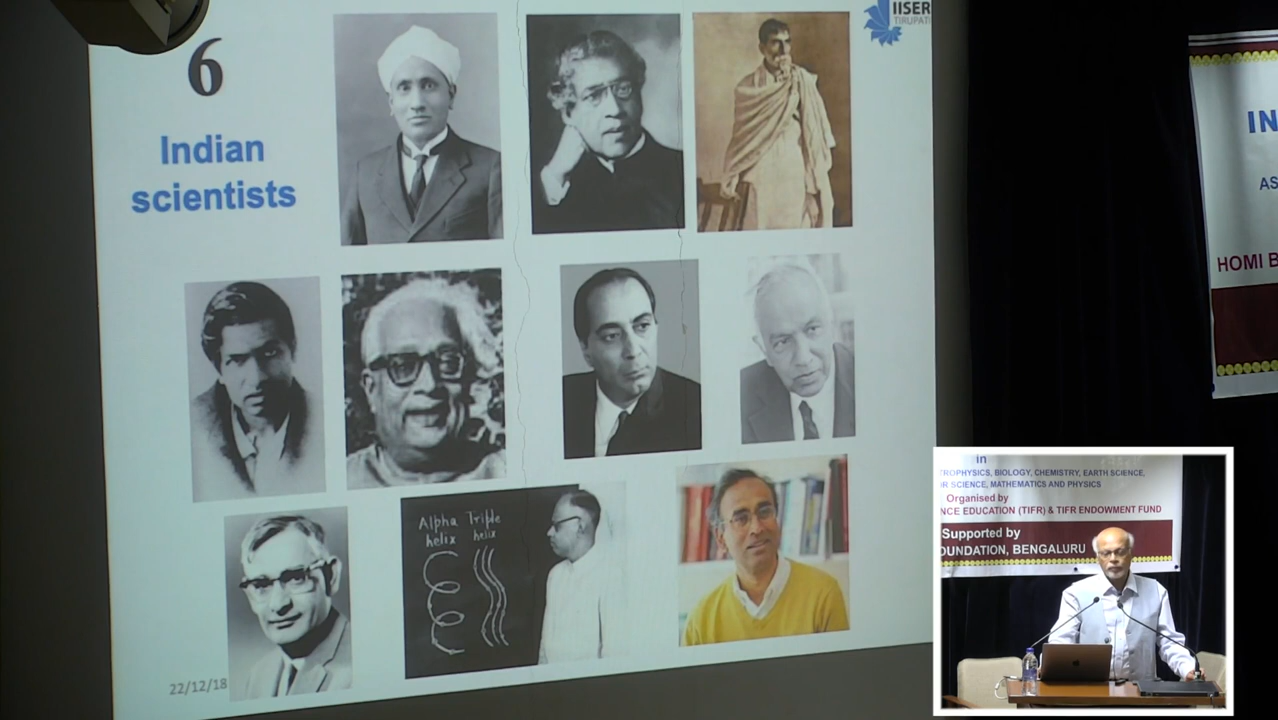 6
Indian
scientists
IISER
TIRUPATI
Alpha Triple
helix helix
22/12/18
IN
AS
HOMI B
in
TROPHYSICS, BIOLOGY, CHEMISTRY, EARTH SCIENCE,
R SCIENCE, MATHEMATICS AND PHYSICS
Organised by
NCE EDUCATION (TIFR) & TIFR ENDOWMENT FUND
Supported by
OUNDATION, BENGALURU